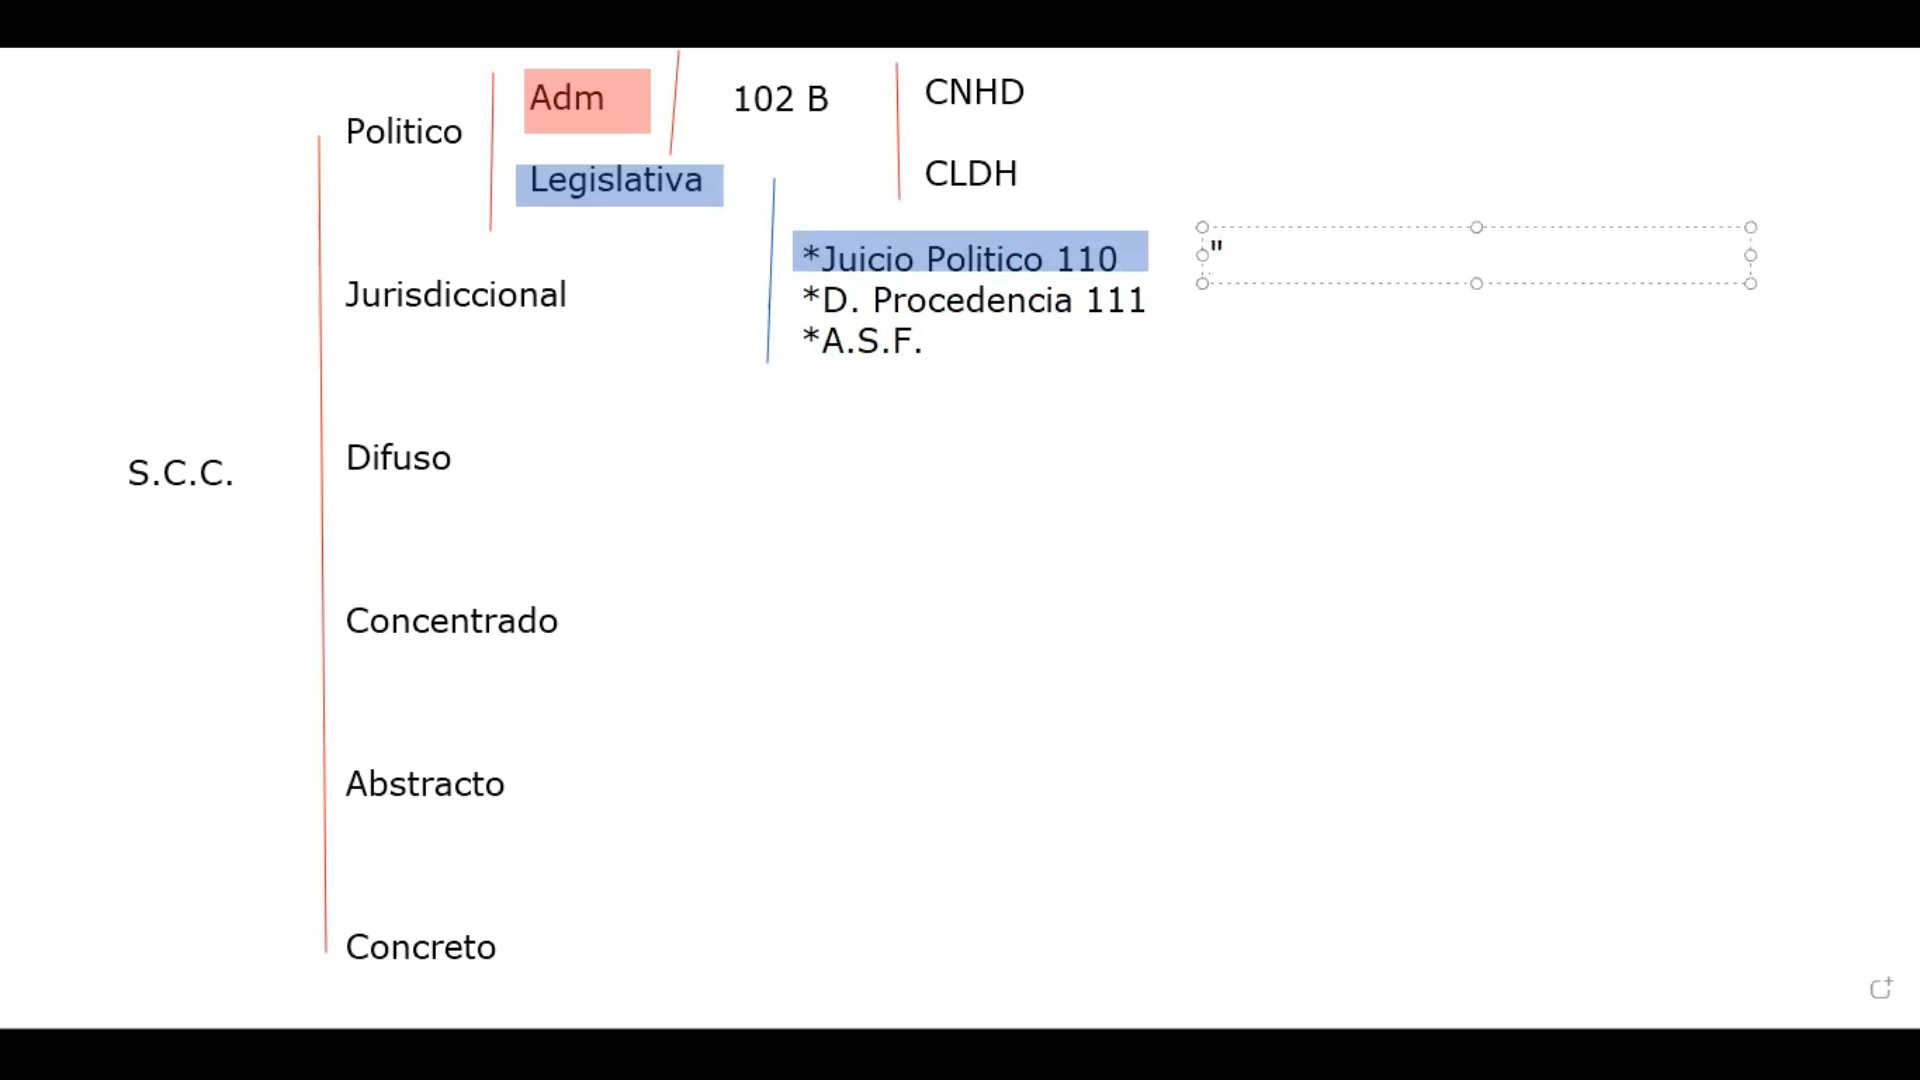 Adm
102 B
CNHD
Politico
CLDH
Legislativa
"
*Juicio Politico 110
*D. Procedencia 111
*A.S.F.
Jurisdiccional
Difuso
S.C.C.
Concentrado
Abstracto
Concreto